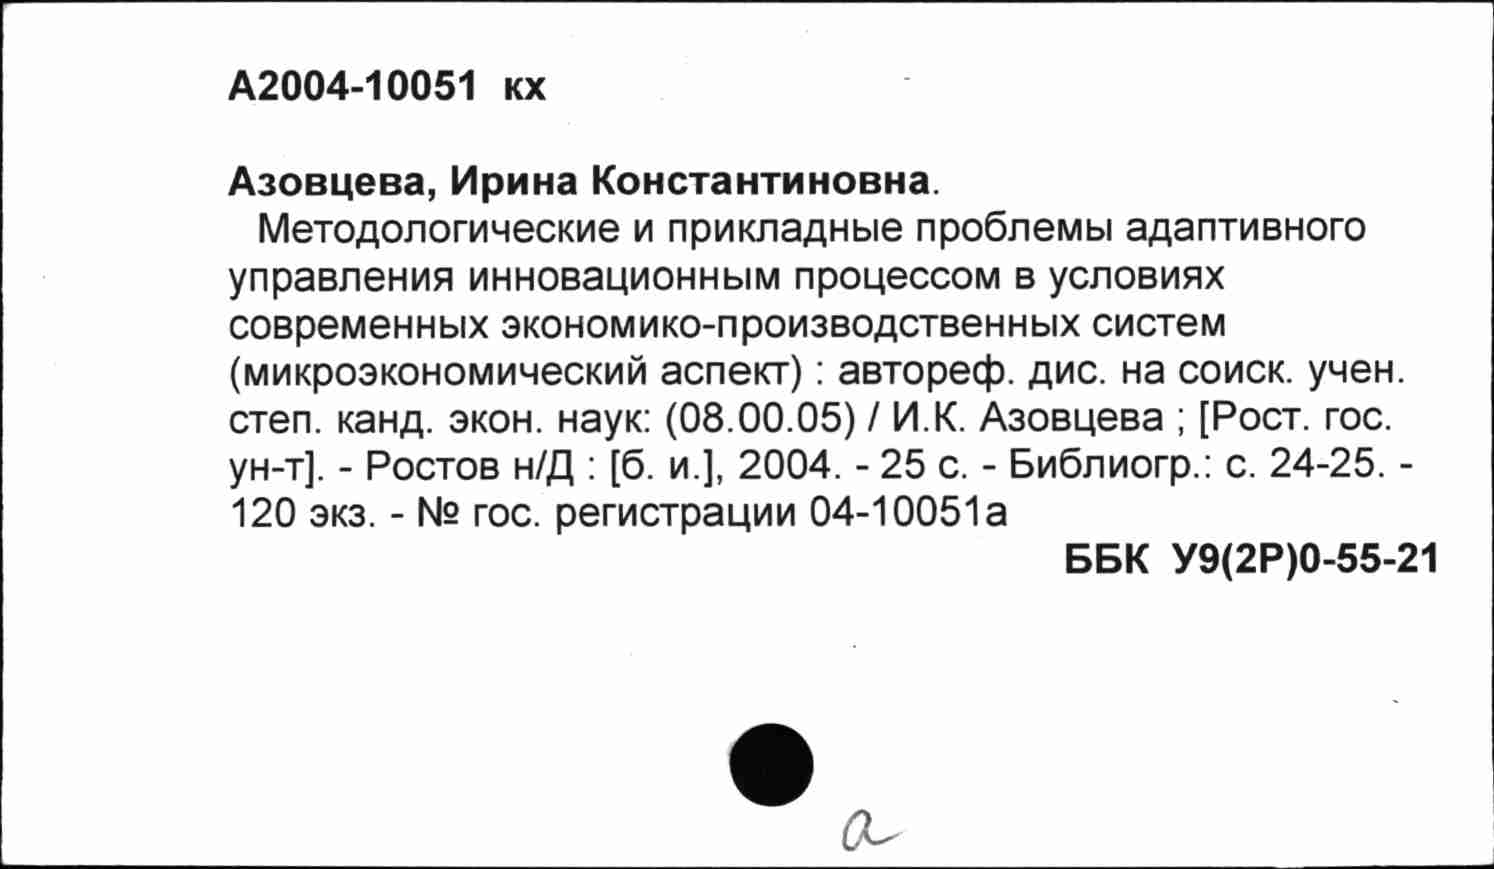 А2004-10051 кх
Азовцева, Ирина Константиновна.
Методологические и прикладные проблемы адаптивного
управления инновационным процессом в условиях
современных экономико-производственных систем
(микроэкономический аспект) : автореф. дис. на соиск. учен.
степ. канд. экон. наук: (08.00.05) / И.К. Азовцева ; [Рост. гос.
ун-т]. - Ростов н/Д : [б. и.], 2004. - 25 с. - Библиогр.: с. 24-25. -
120 экз. - № гос. регистрации 04-10051а
ББК У9(2Р)0-55-21
а